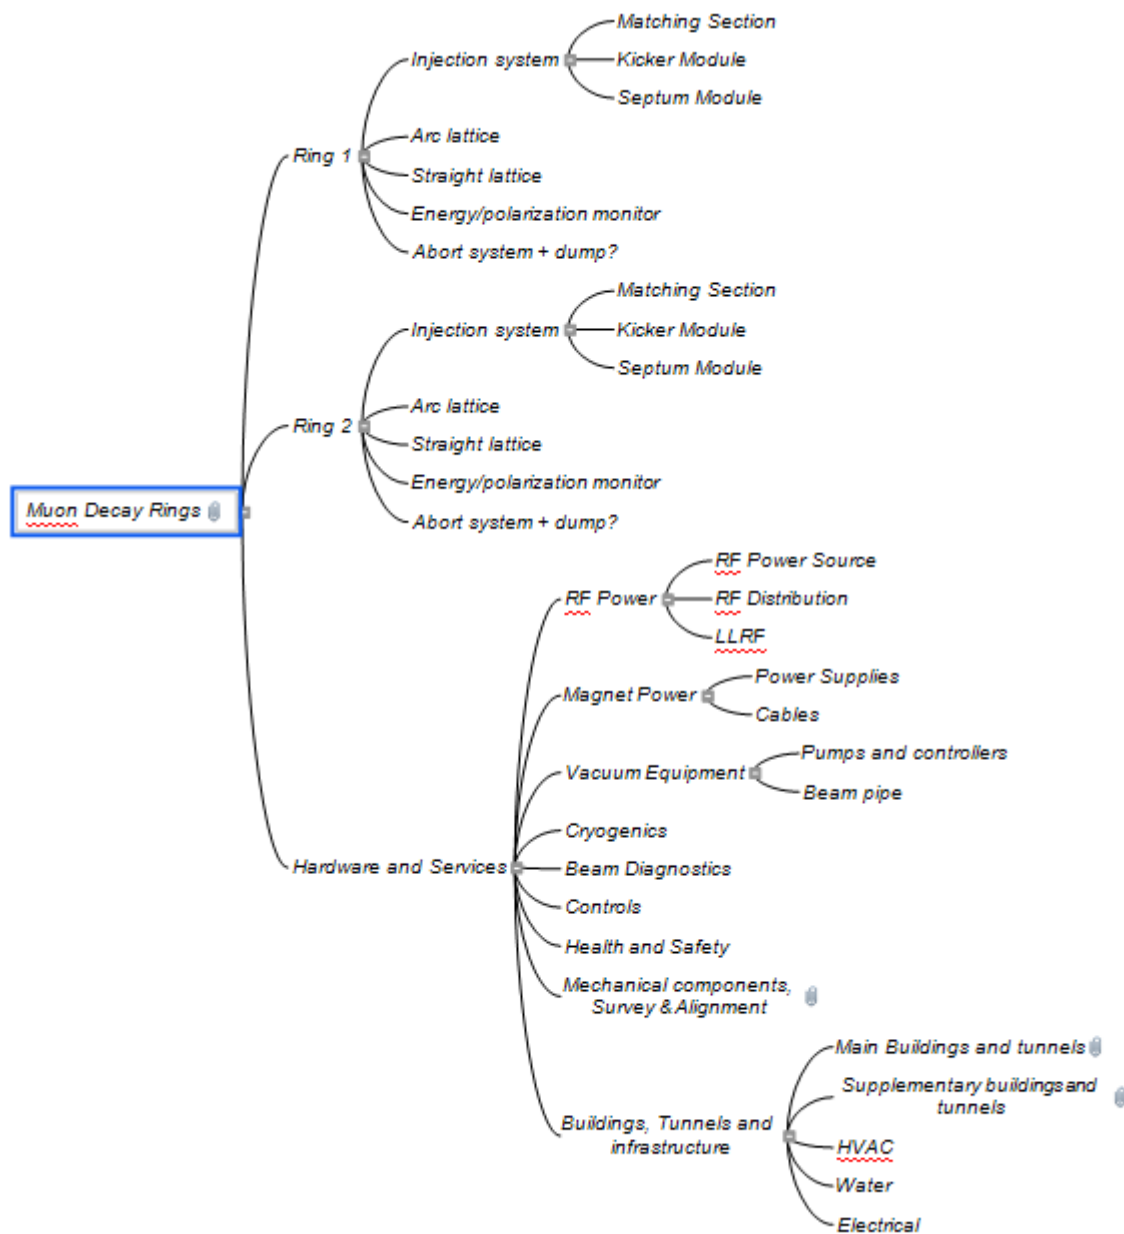 Matching Section
Injection system
Kicker Module
Septum Module
Arc lattice
Ring 1
Straight lattice
Energy/polarization monitor
Abort system + dump?
Matching Section
Injection system
Kicker Module
Septum Module
Arc lattice
Ring 2
Straight lattice
Energy/polarization monitor
Muon Decay Rings
Abort system + dump?
RF Power Source
RF Power
RF Distribution
LLRF
Power Supplies
Magnet Power
Cables
Pumps and controllers
Vacuum Equipment
Beam pipe
Cryogenics
Hardware and Services
Beam Diagnostics
Controls
Health and Safety
Mechanical components,
Survey & Alignment
Main Buildings and tunnels
Supplementary buildings and
tunnels
Buildings, Tunnels and
infrastructure
HVAC
Water
Electrical